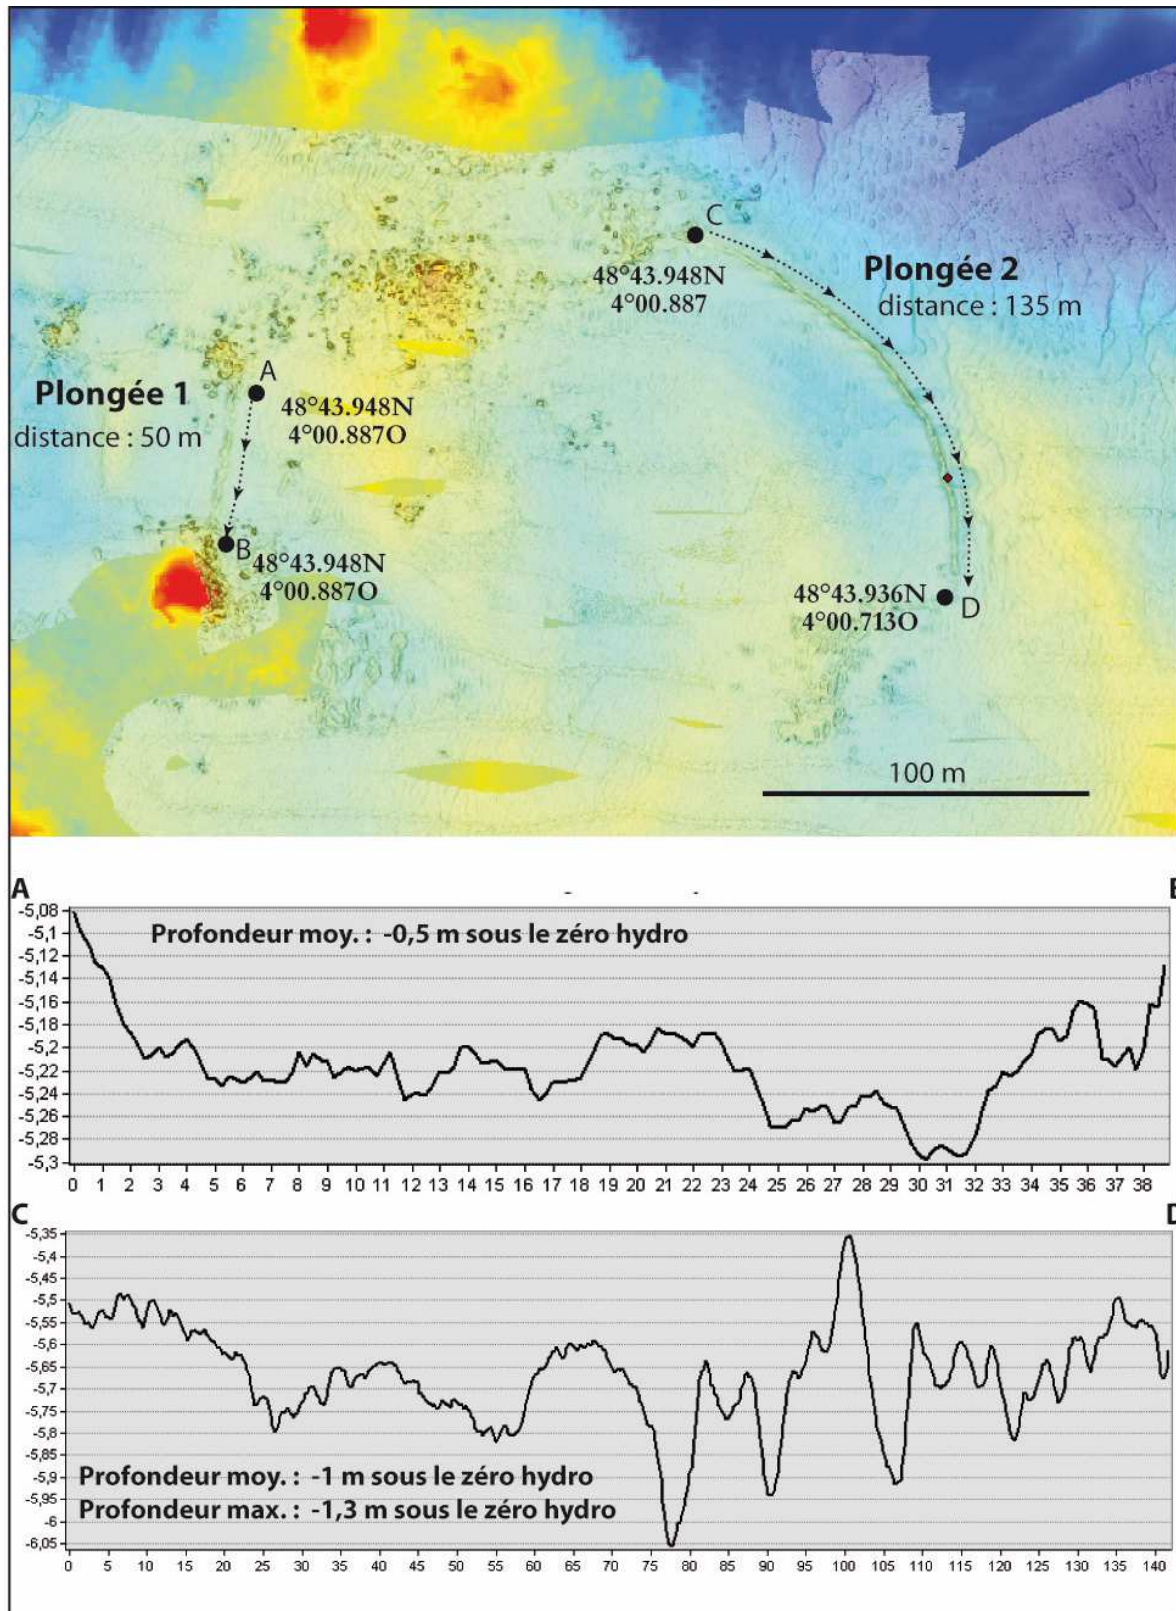 C
Plongée 2
distance : 135 m
48°43.948N
4°00.887
Plongée 1
distance : 50 m
A
48°43.948N
4°00.887O
B
48°43.948N
4°00.887O
48°43.936N
4°00.713O
D
100 m
A
Profondeur moy. : -0,5 m sous le zéro hydro
-5,08
-5,1
-5,12
-5,14
-5,16
-5,18
-5,2
-5,22
-5,24
-5,26
-5,28
-5,3
0 1 2 3 4 5 6 7 8 9 10 11 12 13 14 15 16 17 18 19 20 21 22 23 24 25 26 27 28 29 30 31 32 33 34 35 36 37 38
C
D
-5,35
-5,4
-5,45
-5,5
-5,55
-5,6
-5,65
-5,7
-5,75
-5,8
-5,85
-5,9
-5,95
-6
-6,05
Profondeur moy. : -1 m sous le zéro hydro
Profondeur max. : -1,3 m sous le zéro hydro
0 5 10 15 20 25 30 35 40 45 50 55 60 65 70 75 80 85 90 95 100 105 110 115 120 125 130 135 140